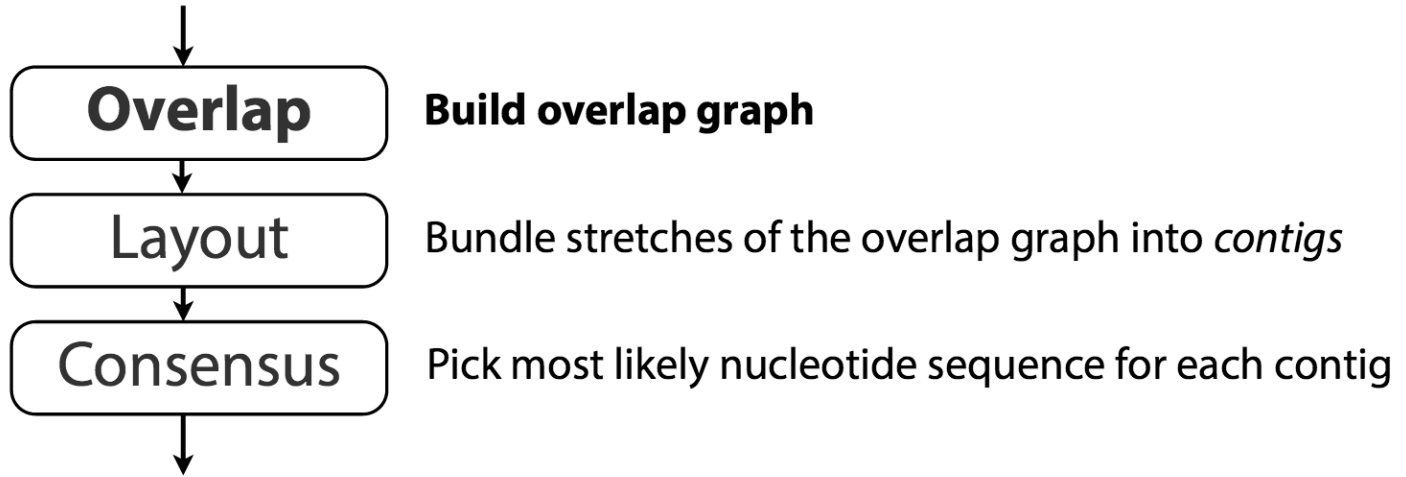 Overlap Build overlap graph
Layout Bundle stretches of the overlap graph into contigs
Consensus Pick most likely nucleotide sequence for each contig